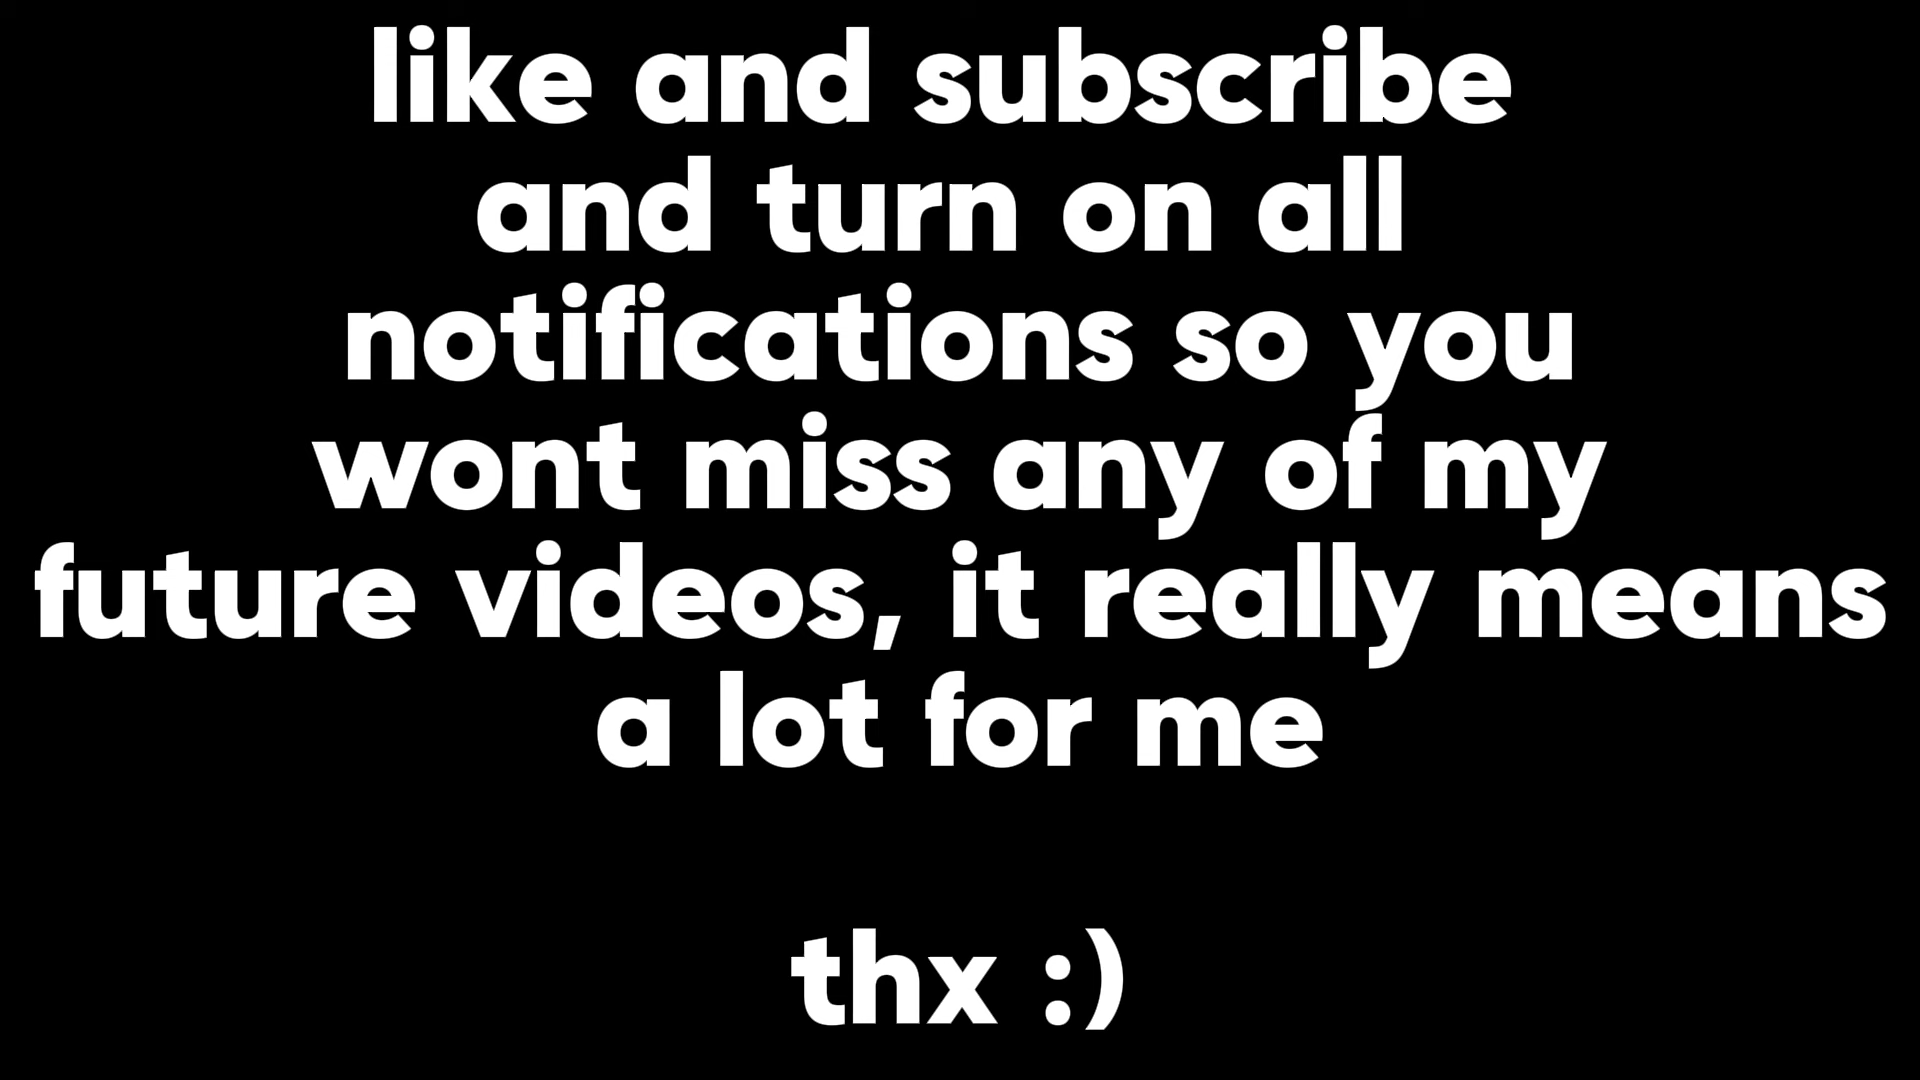 like and subscribe
and turn on all
notifications so you
wont miss any of my
future videos, it really means
a lot for me
thx :)